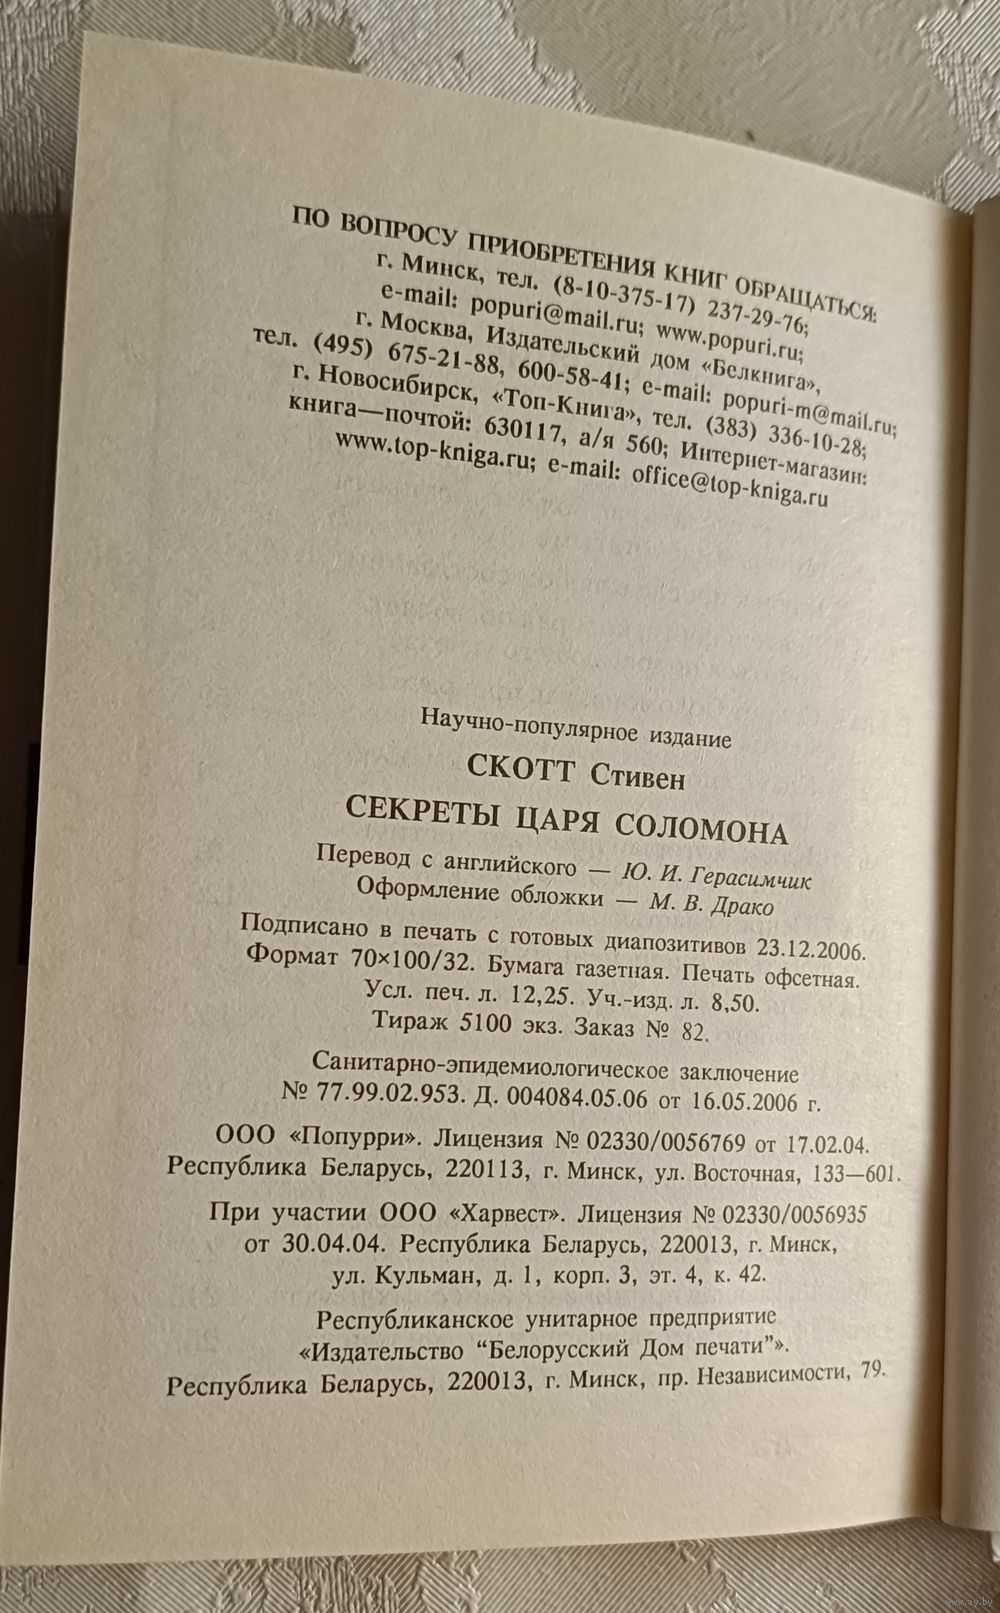 ПО ВОПРОСУ ПРИОБРЕТЕНИЯ КНИГ ОБРАЩАТЬСЯ:
г. Минск, тел. (8-10-375-17) 237-29-76;
e-mail: popuri@mail.ru; www.popuri.ru;
г. Москва, Издательский дом «Белкнига»,
тел. (495) 675-21-88, 600-58-41; e-mail: popuri-m@mail.ru;
г. Новосибирск, «Топ-Книга», тел. (383) 336-10-28;
книга—почтой: 630117, а/я 560; Интернет-магазин:
www.top-kniga.ru; e-mail: office@top-kniga.ru
Научно-популярное издание
СКОТТ Стивен
СЕКРЕТЫ ЦАРЯ СОЛОМОНА
Перевод с английского — Ю. И. Герасимчик
Оформление обложки — М. В. Драко
Подписано в печать с готовых диапозитивов 23.12.2006.
Формат 70×100/32. Бумага газетная. Печать офсетная.
Усл. печ. л. 12,25. Уч.-изд. л. 8,50.
Тираж 5100 экз. Заказ № 82.
Санитарно-эпидемиологическое заключение
№ 77.99.02.953. Д. 004084.05.06 от 16.05.2006 г.
ООО «Попурри». Лицензия № 02330/0056769 от 17.02.04.
Республика Беларусь, 220113, г. Минск, ул. Восточная, 133—601.
При участии ООО «Харвест». Лицензия № 02330/0056935
от 30.04.04. Республика Беларусь, 220013, г. Минск,
ул. Кульман, д. 1, корп. 3, эт. 4, к. 42.
Республиканское унитарное предприятие
«Издательство “Белорусский Дом печати”».
Республика Беларусь, 220013, г. Минск, пр. Независимости, 79.
www.ay.by